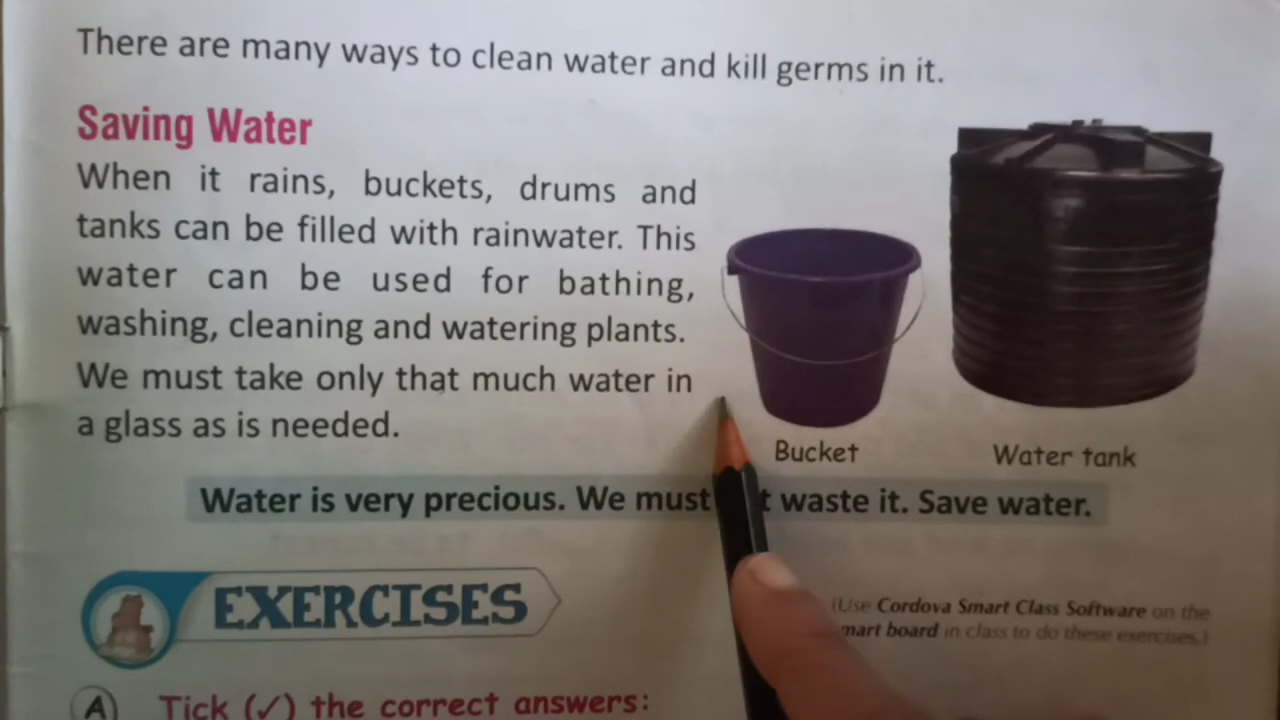 There are many ways to clean water and kill germs in it.
Saving Water
When it rains, buckets, drums and
tanks can be filled with rainwater. This
water can be used for bathing,
washing, cleaning and watering plants.
We must take only that much water in
a glass as is needed.
Bucket
Water tank
Water is very precious. We must waste it. Save water.
EXERCISES
(Use Cordova Smart Class Software on the
board in class to do these exercises.)
A Tick (✓) the correct answers: